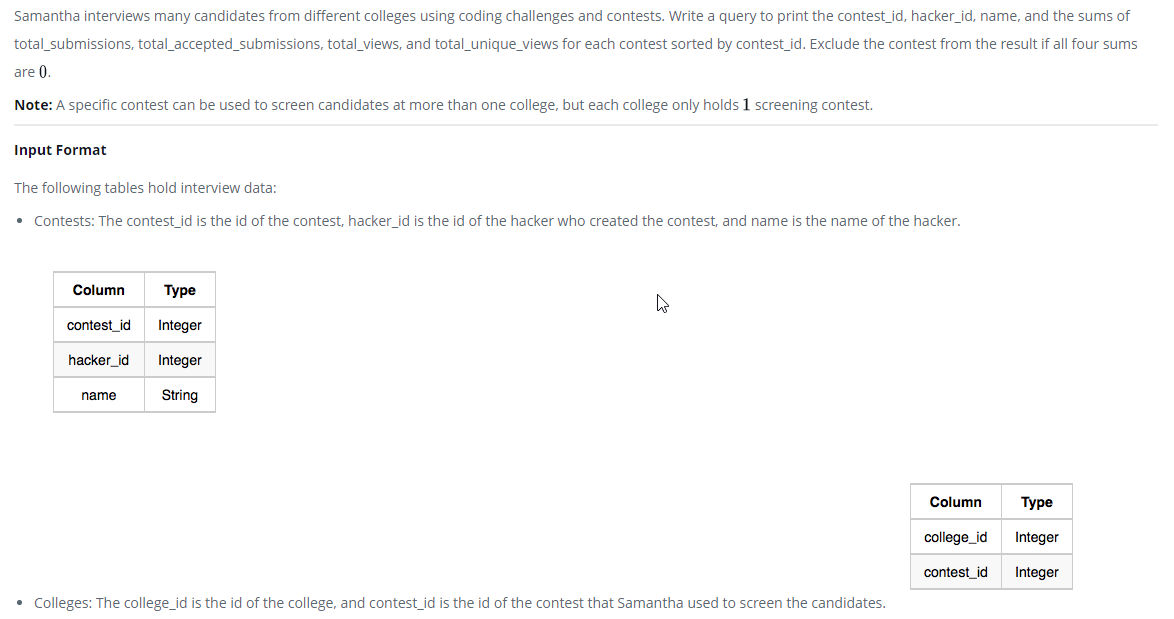 Samantha interviews many candidates from different colleges using coding challenges and contests. Write a query to print the contest_id, hacker_id, name, and the sums of
total_submissions, total_accepted_submissions, total_views, and total_unique_views for each contest sorted by contest_id. Exclude the contest from the result if all four sums
are 0.
Note: A specific contest can be used to screen candidates at more than one college, but each college only holds 1 screening contest.
Input Format
The following tables hold interview data:
• Contests: The contest_id is the id of the contest, hacker_id is the id of the hacker who created the contest, and name is the name of the hacker.
Column Type
contest_id Integer
hacker_id Integer
name String
Column Type
college_id Integer
contest_id Integer
• Colleges: The college_id is the id of the college, and contest_id is the id of the contest that Samantha used to screen the candidates.